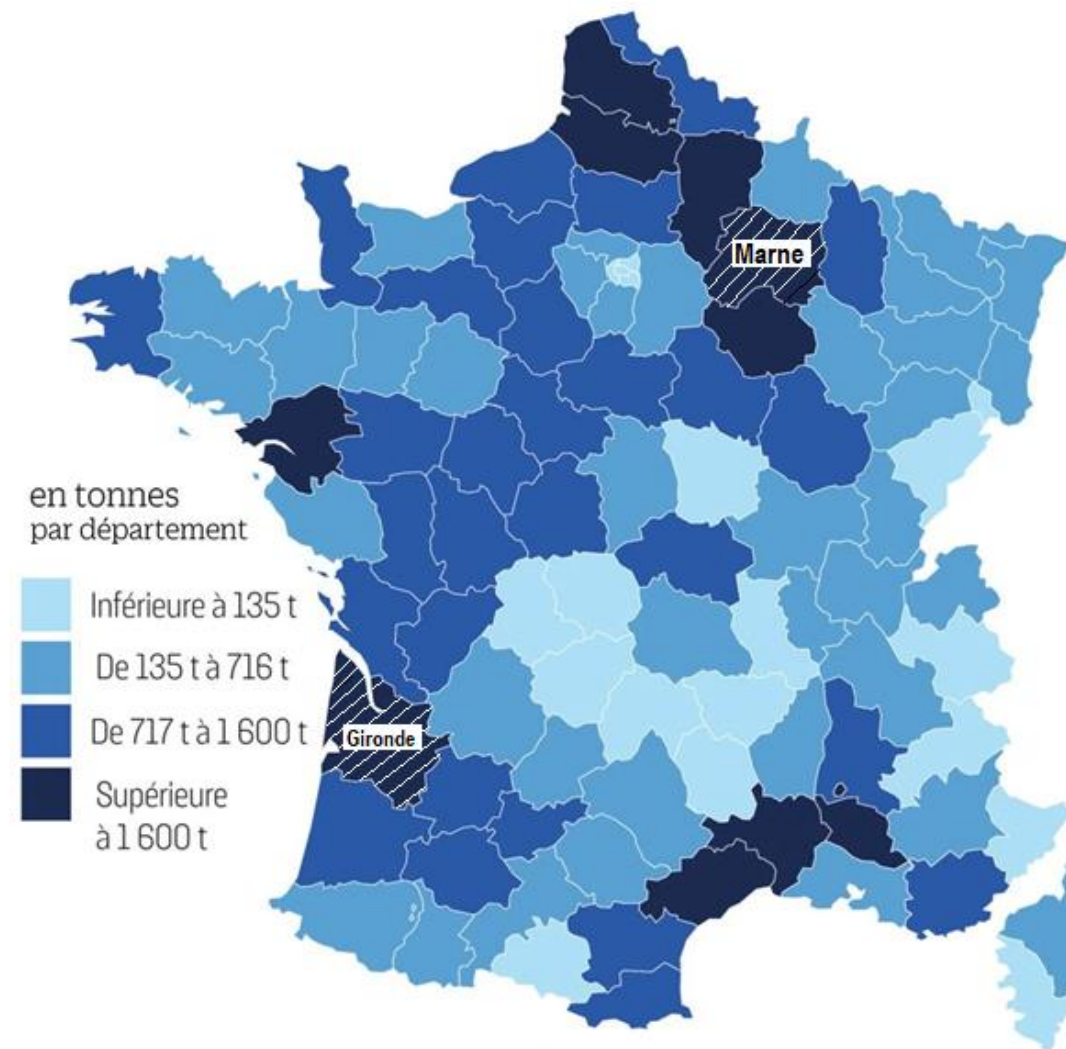 Marne
en tonnes
par département
Inférieure à 135 t
De 135 t à 716 t
De 717 t à 1 600 t
Gironde
Supérieure
à 1 600 t